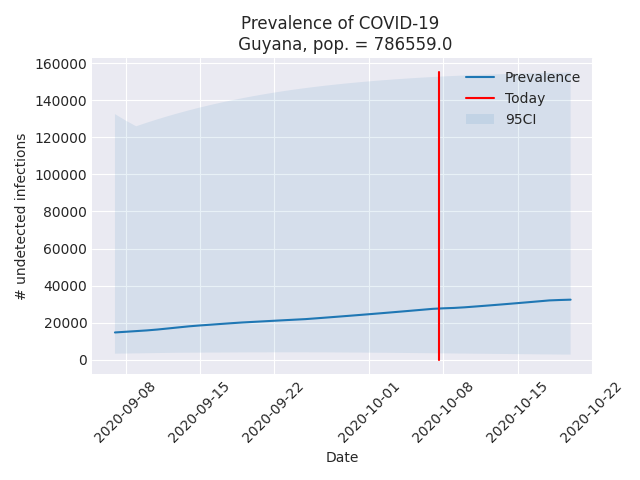 Prevalence of COVID-19
Guyana, pop. = 786559.0
160000
140000
120000
100000
80000
60000
40000
20000
0
# undetected infections
Prevalence
Today
95CI
2020-09-08
2020-09-15
2020-09-22
2020-10-01
2020-10-08
2020-10-15
2020-10-22
Date